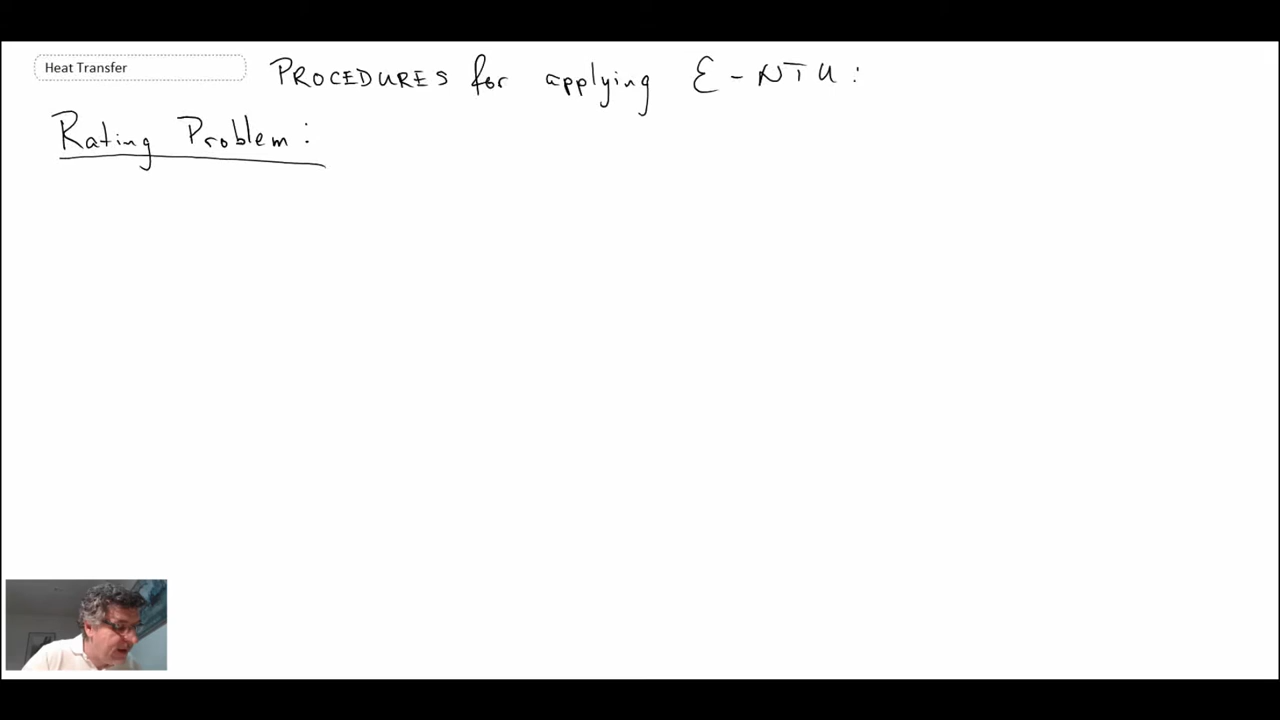 Heat Transfer
PROCEDURES for applying ε-NTU:
Rating Problem: